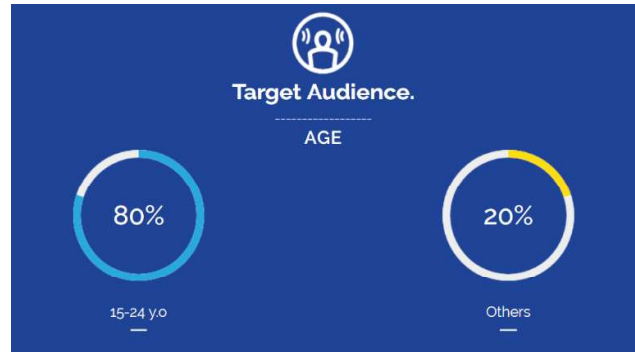 Target Audience.
-------------------
AGE
80%
20%
15-24 y.o
Others